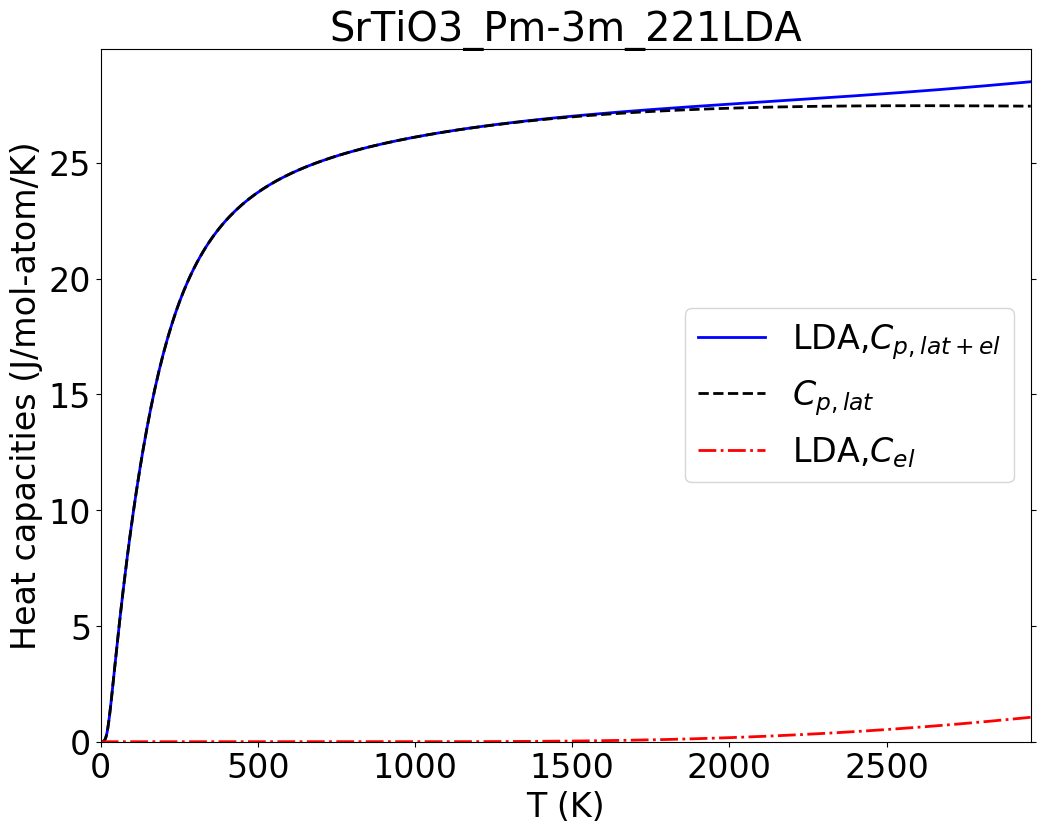 SrTiO3_Pm-3m_221LDA
Heat capacities (J/mol-atom/K)
25
20
15
10
5
0
LDA,C_{p,lat+el}
C_{p,lat}
LDA,C_{el}
0 500 1000 1500 2000 2500
T (K)